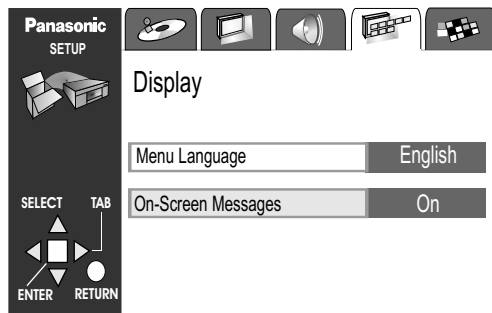 Panasonic
SETUP
Display
Menu Language English
On-Screen Messages On
SELECT TAB
ENTER RETURN